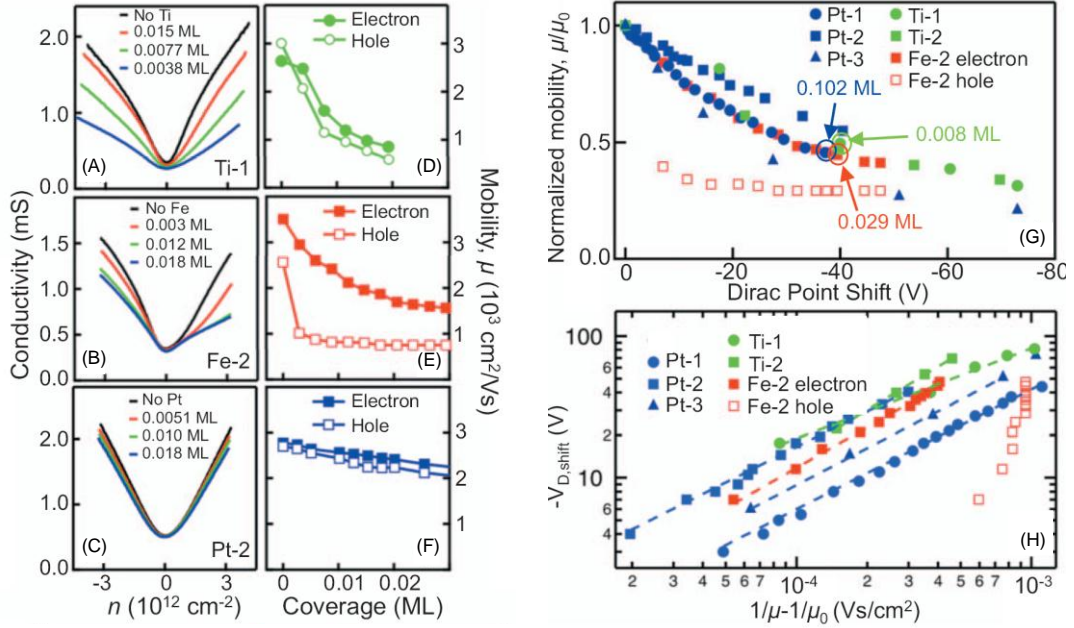 2.0
1.0
0.0
No Ti
0.015 ML
0.0077 ML
0.0038 ML
(A)
Ti-1
Electron
Hole
(D)
3
2
1
1.5
1.0
0.5
0.0
No Fe
0.003 ML
0.012 ML
0.018 ML
(B)
Fe-2
Electron
Hole
(E)
3
2
1
2.0
1.0
0.0
No Pt
0.0051 ML
0.010 ML
0.018 ML
(C)
Pt-2
Electron
Hole
(F)
3
2
1
Conductivity (mS)
Mobility, μ (10³ cm²/Vs)
-3 0 3
n (10¹² cm⁻²)
0 0.01 0.02
Coverage (ML)
Normalized mobility, μ/μ₀
1.0
0.5
0.0
Pt-1
Pt-2
Pt-3
Ti-1
Ti-2
Fe-2 electron
Fe-2 hole
0.102 ML
0.008 ML
0.029 ML
(G)
0 -20 -40 -60 -80
Dirac Point Shift (V)
-V_D,shift (V)
100
6
4
2
10
6
4
Pt-1
Pt-2
Pt-3
Ti-1
Ti-2
Fe-2 electron
Fe-2 hole
(H)
2 3 4 5 6 7 10⁻⁴ 2 3 4 5 6 7 10⁻³
1/μ-1/μ₀ (Vs/cm²)